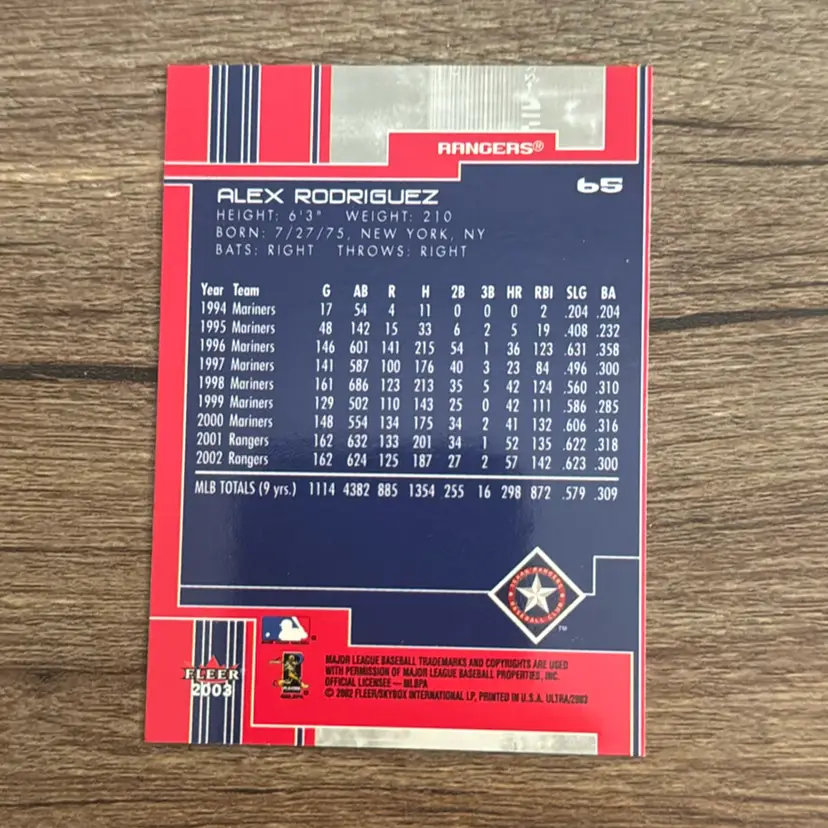 RANGERS®
65
ALEX RODRIGUEZ
HEIGHT: 6'3" WEIGHT: 210
BORN: 7/27/75, NEW YORK, NY
BATS: RIGHT THROWS: RIGHT
Year Team G AB R H 2B 3B HR RBI SLG BA
1994 Mariners 17 54 4 11 0 0 0 2 .204 .204
1995 Mariners 48 142 15 33 6 2 5 19 .408 .232
1996 Mariners 146 601 141 215 54 1 36 123 .631 .358
1997 Mariners 141 587 100 176 40 3 23 84 .496 .300
1998 Mariners 161 686 123 213 35 5 42 124 .560 .310
1999 Mariners 129 502 110 143 25 0 42 111 .586 .285
2000 Mariners 148 554 134 175 34 2 41 132 .606 .316
2001 Rangers 162 632 133 201 34 1 52 135 .622 .318
2002 Rangers 162 624 125 187 27 2 57 142 .623 .300
MLB TOTALS (9 yrs.) 1114 4382 885 1354 255 16 298 872 .579 .309
TEXAS RANGERS
BASEBALL CLUB
TM
FLEER
2003
MAJOR LEAGUE BASEBALL TRADEMARKS AND COPYRIGHTS ARE USED
WITH PERMISSION OF MAJOR LEAGUE BASEBALL PROPERTIES, INC.
OFFICIAL LICENSEE — MLBPA
© 2002 FLEER/SKYBOX INTERNATIONAL LP, PRINTED IN U.S.A. ULTRA/2003